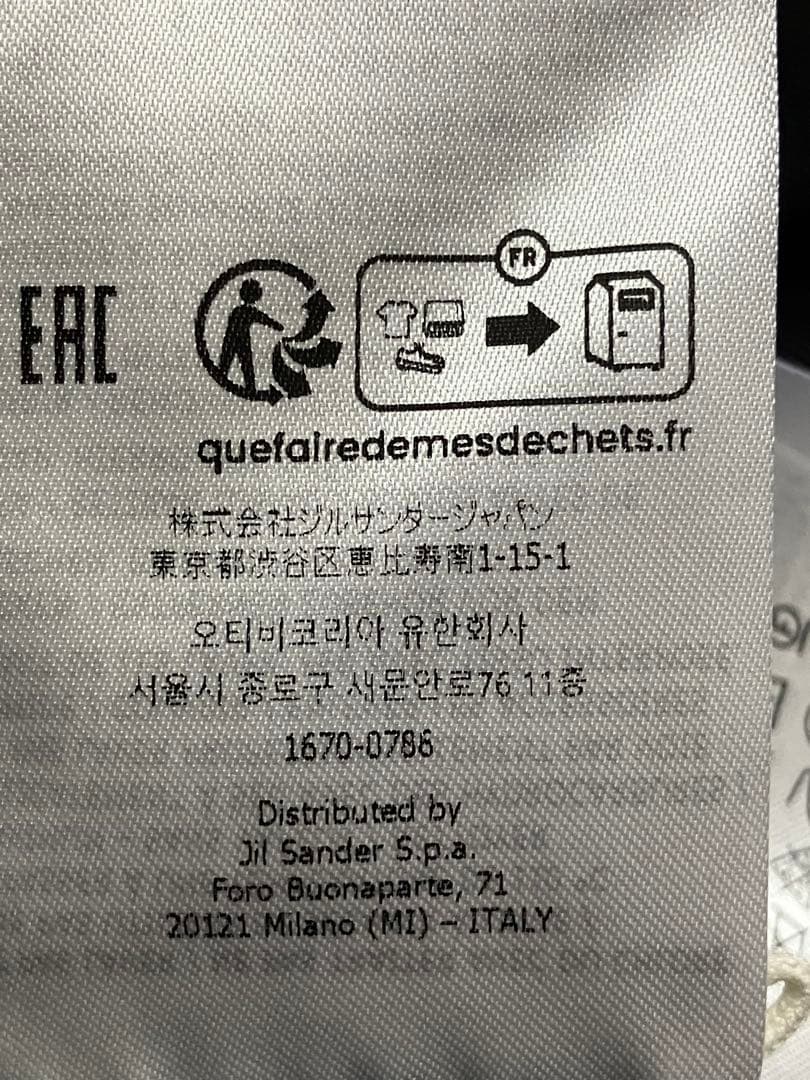 EAC
FR
quefairedemesdechets.fr
株式会社ジルサンダージャパン
東京都渋谷区恵比寿南1-15-1
오티비코리아 유한회사
서울시 종로구 새문안로76 11층
1670-0786
Distributed by
Jil Sander S.p.a.
Foro Buonaparte, 71
20121 Milano (MI) – ITALY